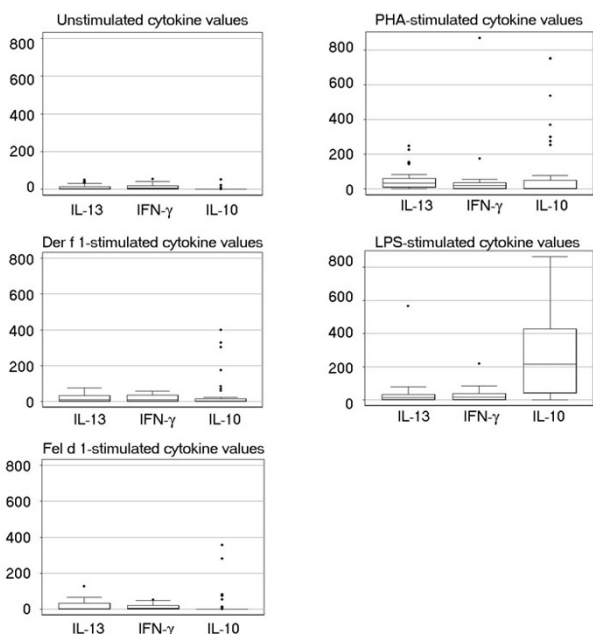 Unstimulated cytokine values
800
600
400
200
0
IL-13 IFN-γ IL-10
PHA-stimulated cytokine values
800
600
400
200
0
IL-13 IFN-γ IL-10
Der f 1-stimulated cytokine values
800
600
400
200
0
IL-13 IFN-γ IL-10
LPS-stimulated cytokine values
800
600
400
200
0
IL-13 IFN-γ IL-10
Fel d 1-stimulated cytokine values
800
600
400
200
0
IL-13 IFN-γ IL-10